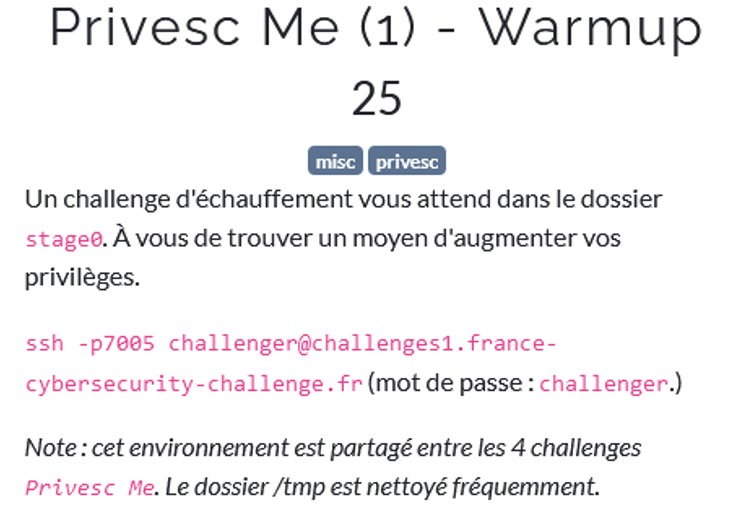 Privesc Me (1) - Warmup
25
misc privesc
Un challenge d'échauffement vous attend dans le dossier
stage0. À vous de trouver un moyen d'augmenter vos
privilèges.
ssh -p7005 challenger@challenges1.france-
cybersecurity-challenge.fr (mot de passe : challenger.)
Note : cet environnement est partagé entre les 4 challenges
Privesc Me. Le dossier /tmp est nettoyé fréquemment.